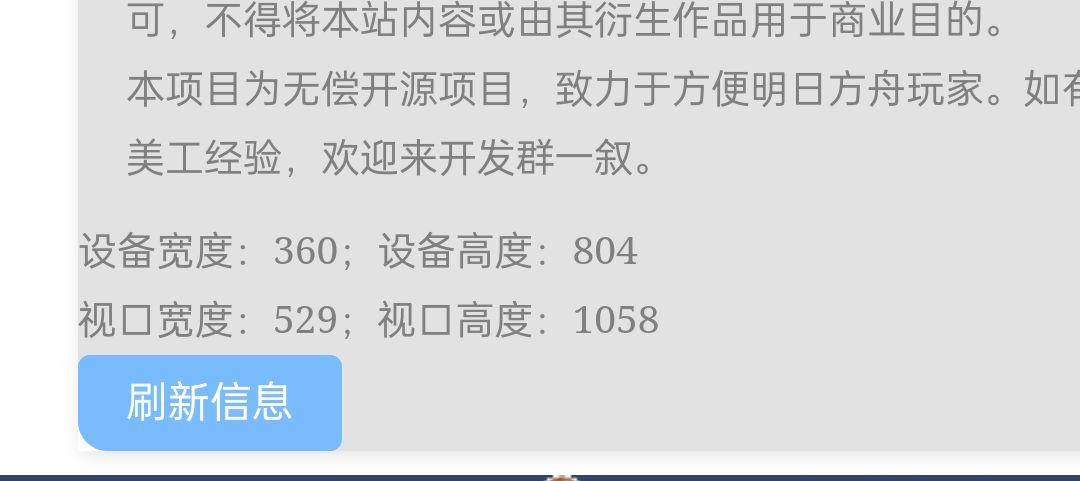 可，不得将本站内容或由其衍生作品用于商业目的。
本项目为无偿开源项目，致力于方便明日方舟玩家。如有
美工经验，欢迎来开发群一叙。
设备宽度：360；设备高度：804
视口宽度：529；视口高度：1058
刷新信息